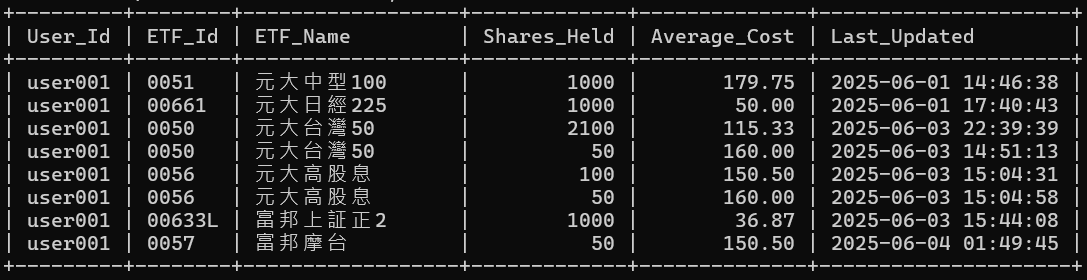 +---------+--------+--------------------+-------------+--------------+---------------------+
| User_Id | ETF_Id | ETF_Name           | Shares_Held | Average_Cost | Last_Updated        |
+---------+--------+--------------------+-------------+--------------+---------------------+
| user001 | 0051   | 元大中型100        |        1000 |       179.75 | 2025-06-01 14:46:38 |
| user001 | 00661  | 元大日經225        |        1000 |        50.00 | 2025-06-01 17:40:43 |
| user001 | 0050   | 元大台灣50         |        2100 |       115.33 | 2025-06-03 22:39:39 |
| user001 | 0050   | 元大台灣50         |          50 |       160.00 | 2025-06-03 14:51:13 |
| user001 | 0056   | 元大高股息         |         100 |       150.50 | 2025-06-03 15:04:31 |
| user001 | 0056   | 元大高股息         |          50 |       160.00 | 2025-06-03 15:04:58 |
| user001 | 00633L | 富邦上証正2        |        1000 |        36.87 | 2025-06-03 15:44:08 |
| user001 | 0057   | 富邦摩台           |          50 |       150.50 | 2025-06-04 01:49:45 |
+---------+--------+--------------------+-------------+--------------+---------------------+